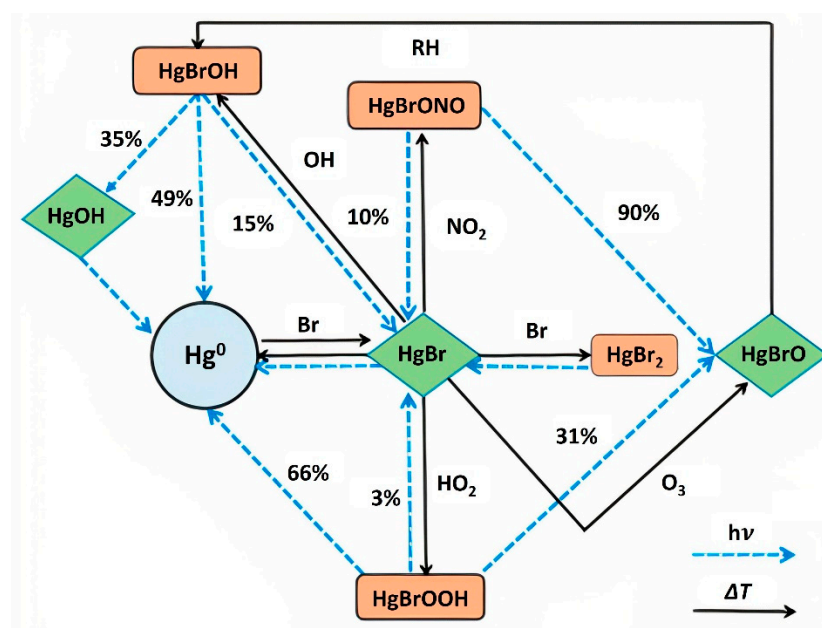 RH
HgBrOH
HgBrONO
35%
OH
HgOH
49%
15%
10%
NO₂
90%
Br
Br
Hg⁰
HgBr
HgBr₂
HgBrO
31%
66%
3%
HO₂
O₃
hν
HgBrOOH
ΔT